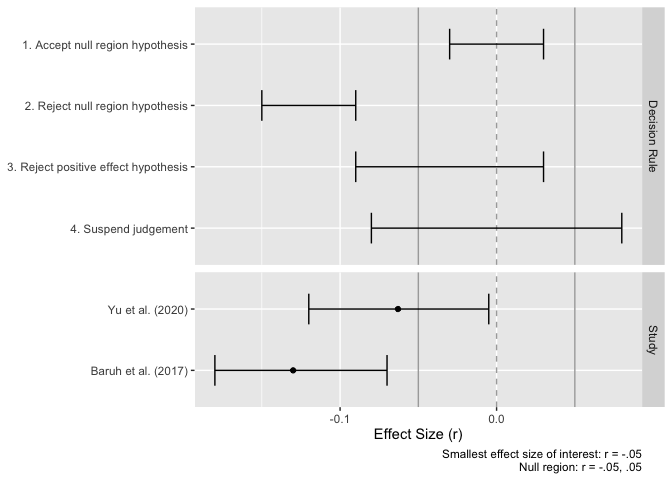 1. Accept null region hypothesis
2. Reject null region hypothesis
3. Reject positive effect hypothesis
4. Suspend judgement
Decision Rule
Yu et al. (2020)
Baruh et al. (2017)
Study
-0.1
0.0
Effect Size (r)
Smallest effect size of interest: r = -.05
Null region: r = -.05, .05